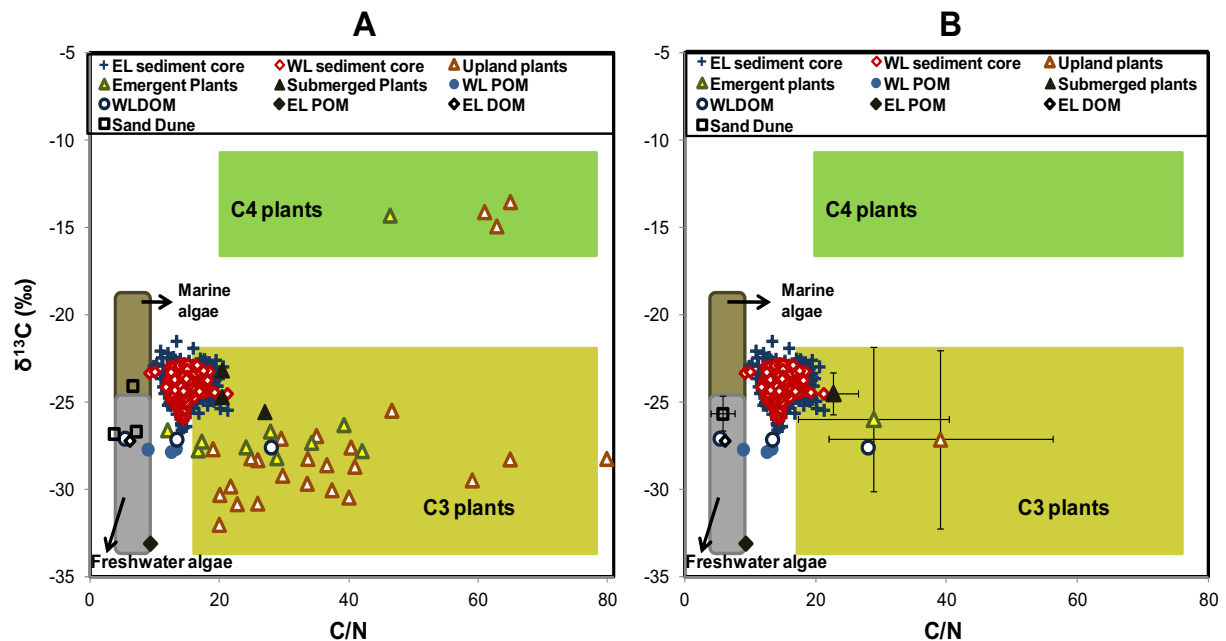 A
B
-5
EL sediment core WL sediment core Upland plants
Emergent Plants Submerged Plants WL POM
WLDOM EL POM EL DOM
Sand Dune
-10
C4 plants
-15
Marine
algae
-20
-25
-30
C3 plants
Freshwater algae
-35
0 20 40 60 80
C/N
δ¹³C (‰)
-5
EL sediment core WL sediment core Upland plants
Emergent plants Submerged plants WL POM
WLDOM EL POM EL DOM
Sand Dune
-10
C4 plants
-15
Marine
algae
-20
-25
-30
C3 plants
Freshwater algae
-35
0 20 40 60 80
C/N